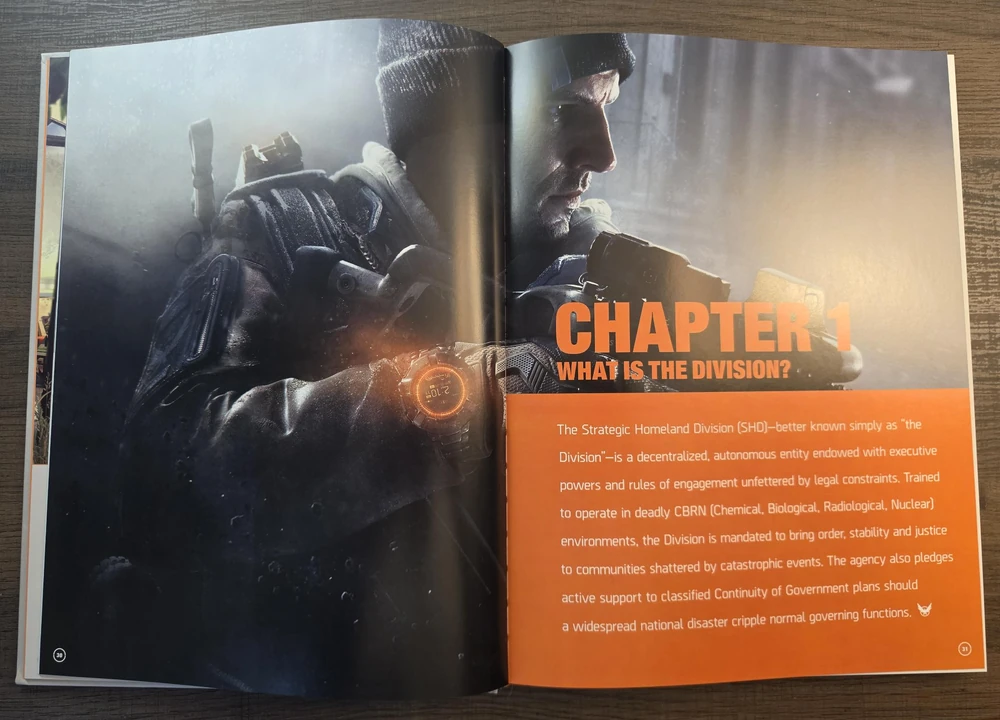 CHAPTER 1
WHAT IS THE DIVISION?
The Strategic Homeland Division (SHD)—better known simply as "the
Division"—is a decentralized, autonomous entity endowed with executive
powers and rules of engagement unfettered by legal constraints. Trained
to operate in deadly CBRN (Chemical, Biological, Radiological, Nuclear)
environments, the Division is mandated to bring order, stability and justice
to communities shattered by catastrophic events. The agency also pledges
active support to classified Continuity of Government plans should
a widespread national disaster cripple normal governing functions.
31